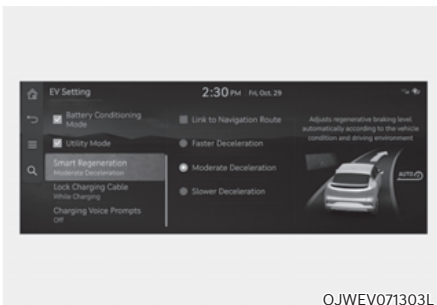 EV Setting
2:30 PM Fri, Oct. 29
Battery Conditioning
Mode
Utility Mode
Smart Regeneration
Moderate Deceleration
Lock Charging Cable
While Charging
Charging Voice Prompts
Off
Link to Navigation Route
Faster Deceleration
Moderate Deceleration
Slower Deceleration
Adjusts regenerative braking level
automatically according to the vehicle
condition and driving environment
AUTO
OJWEV071303L